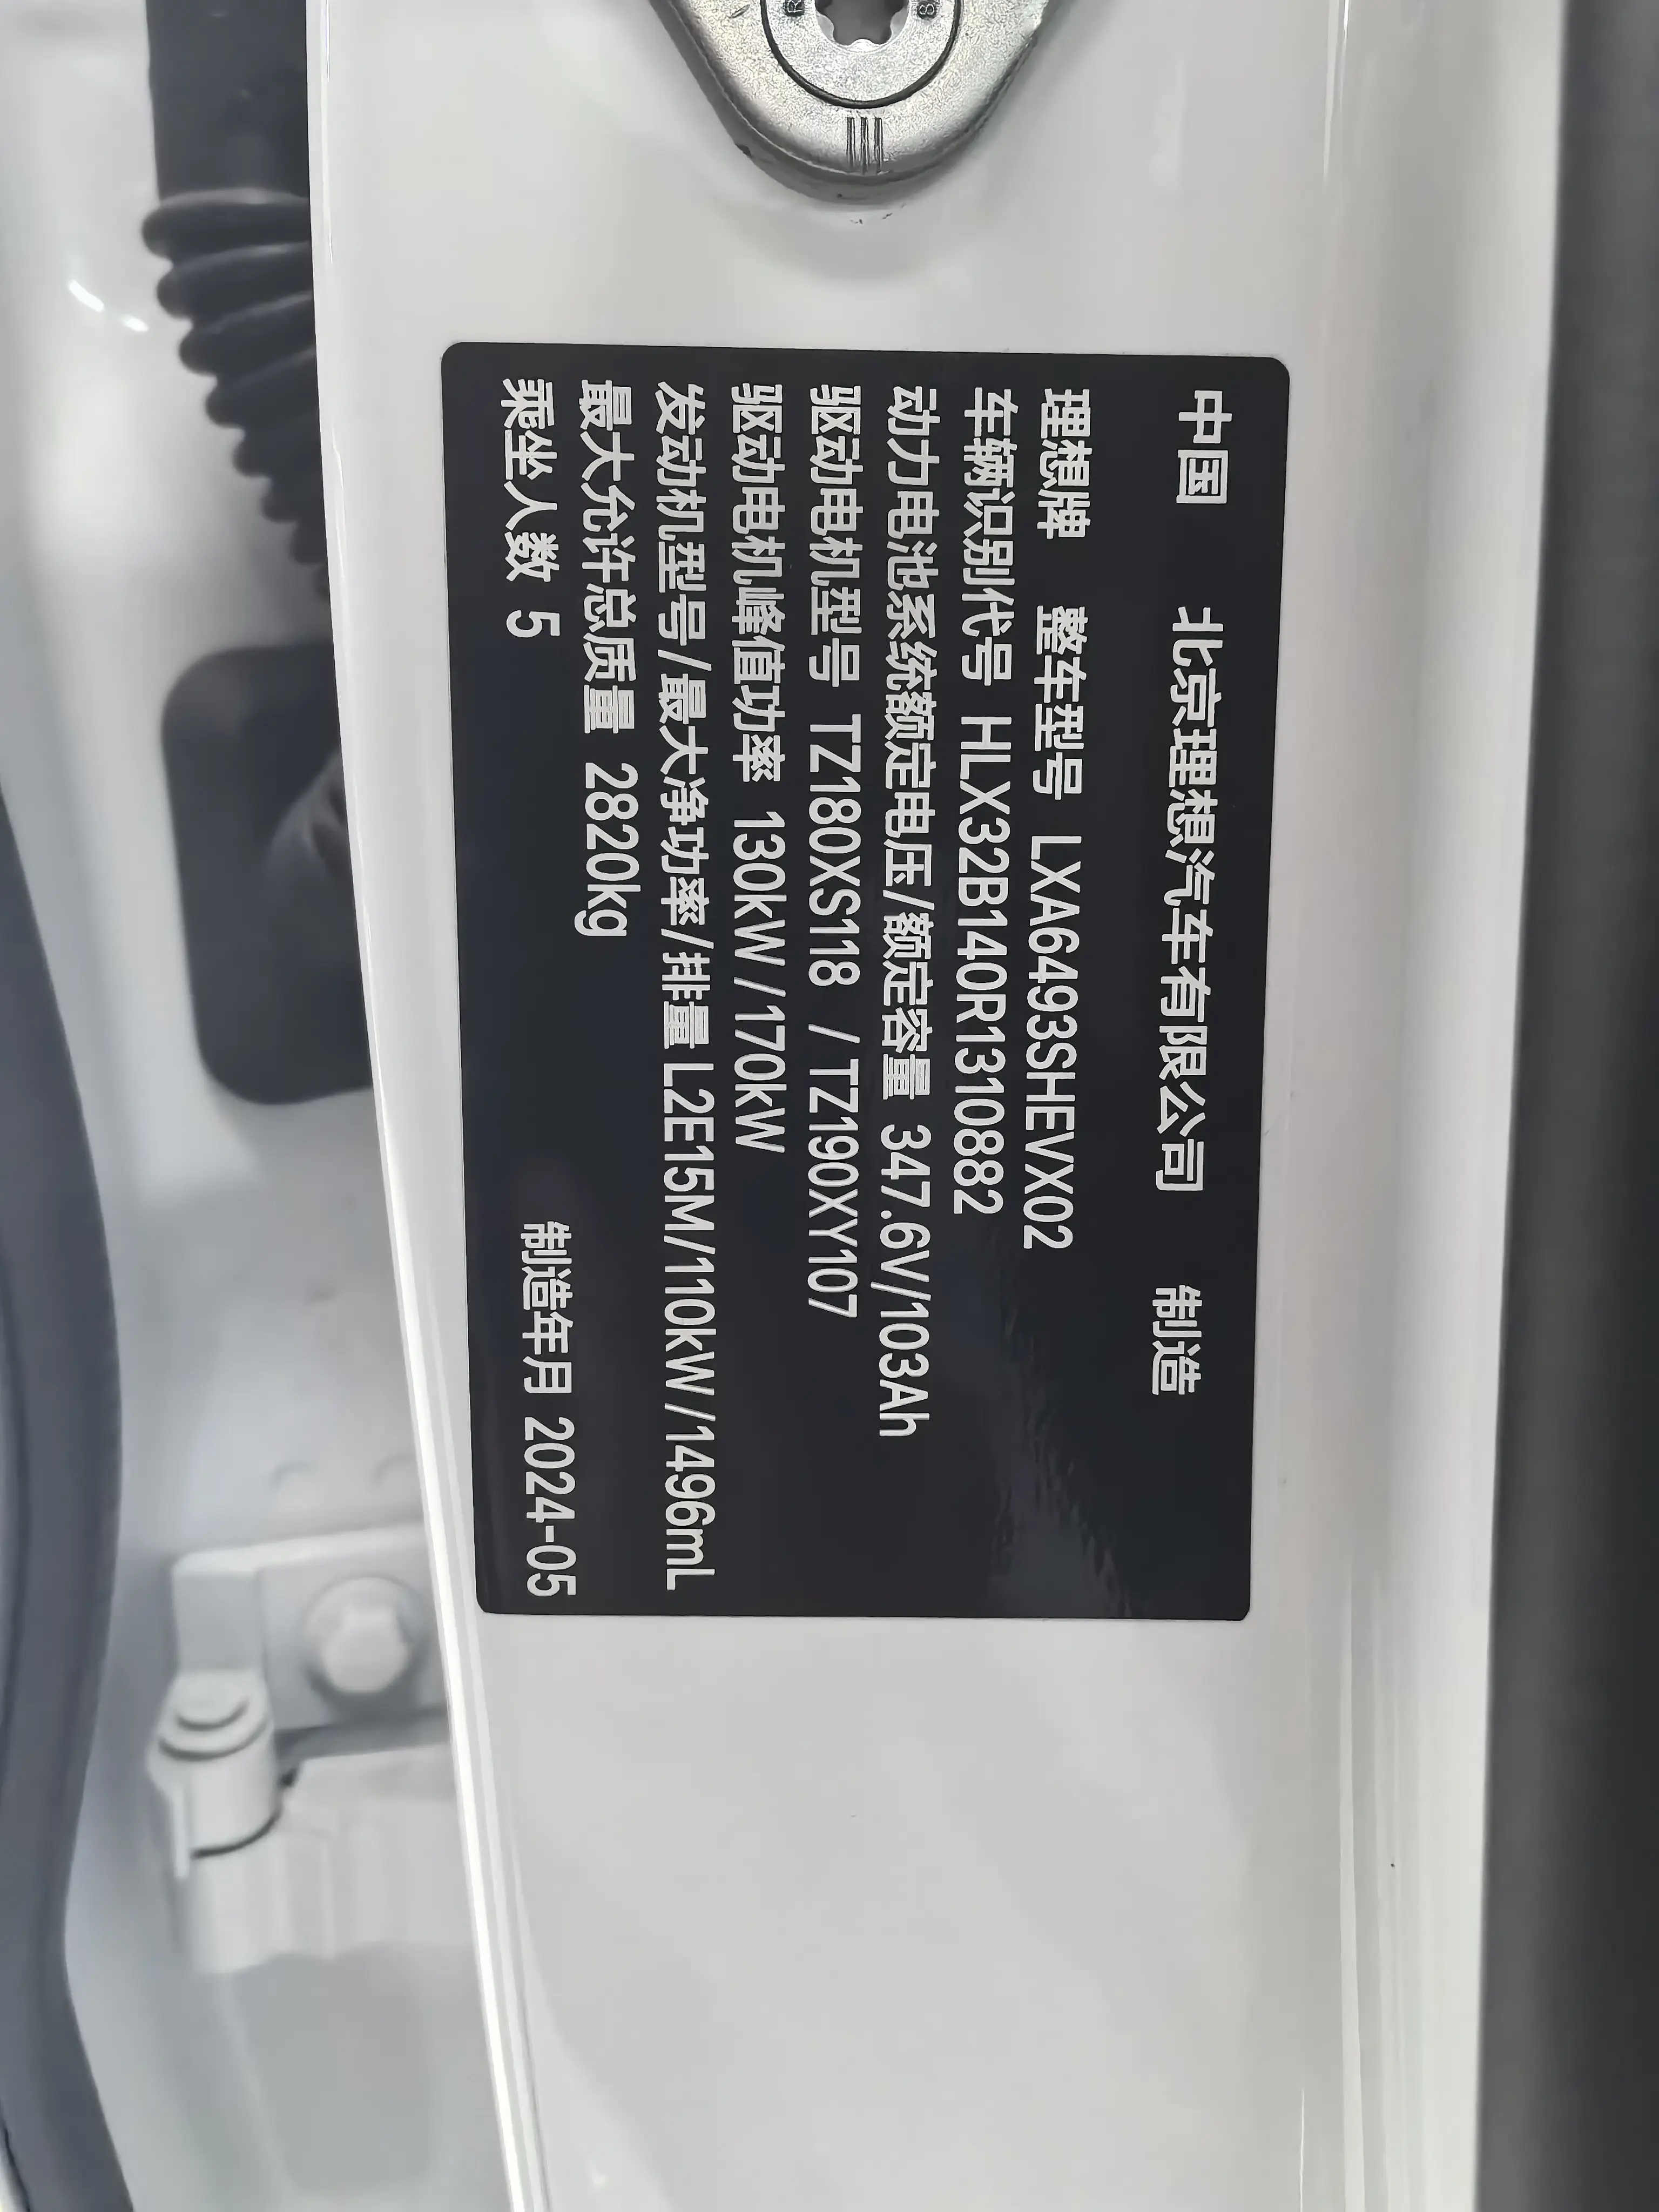 中国 北京理想汽车有限公司 制造
理想牌 整车型号 LXA6493SHEVX02
车辆识别代号 HLX32B140R1310882
动力电池系统额定电压/额定容量 347.6V/103Ah
驱动电机型号 TZ180XS118 / TZ190XY107
驱动电机峰值功率 130kW/170kW
发动机型号/最大净功率/排量 L2E15M/110kW/1496mL
最大允许总质量 2820kg
乘坐人数 5 制造年月 2024-05